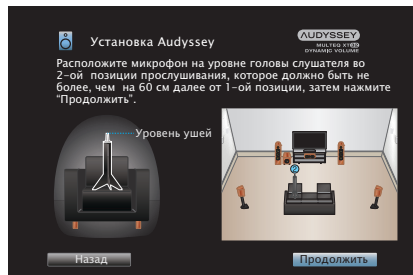 Установка Audyssey
AUDYSSEY
MULTEQ XT32
DYNAMIC VOLUME
Расположите микрофон на уровне головы слушателя во
2-ой позиции прослушивания, которое должно быть не
более, чем на 60 см далее от 1-ой позиции, затем нажмите
"Продолжить".
Уровень ушей
2
Назад
Продолжить